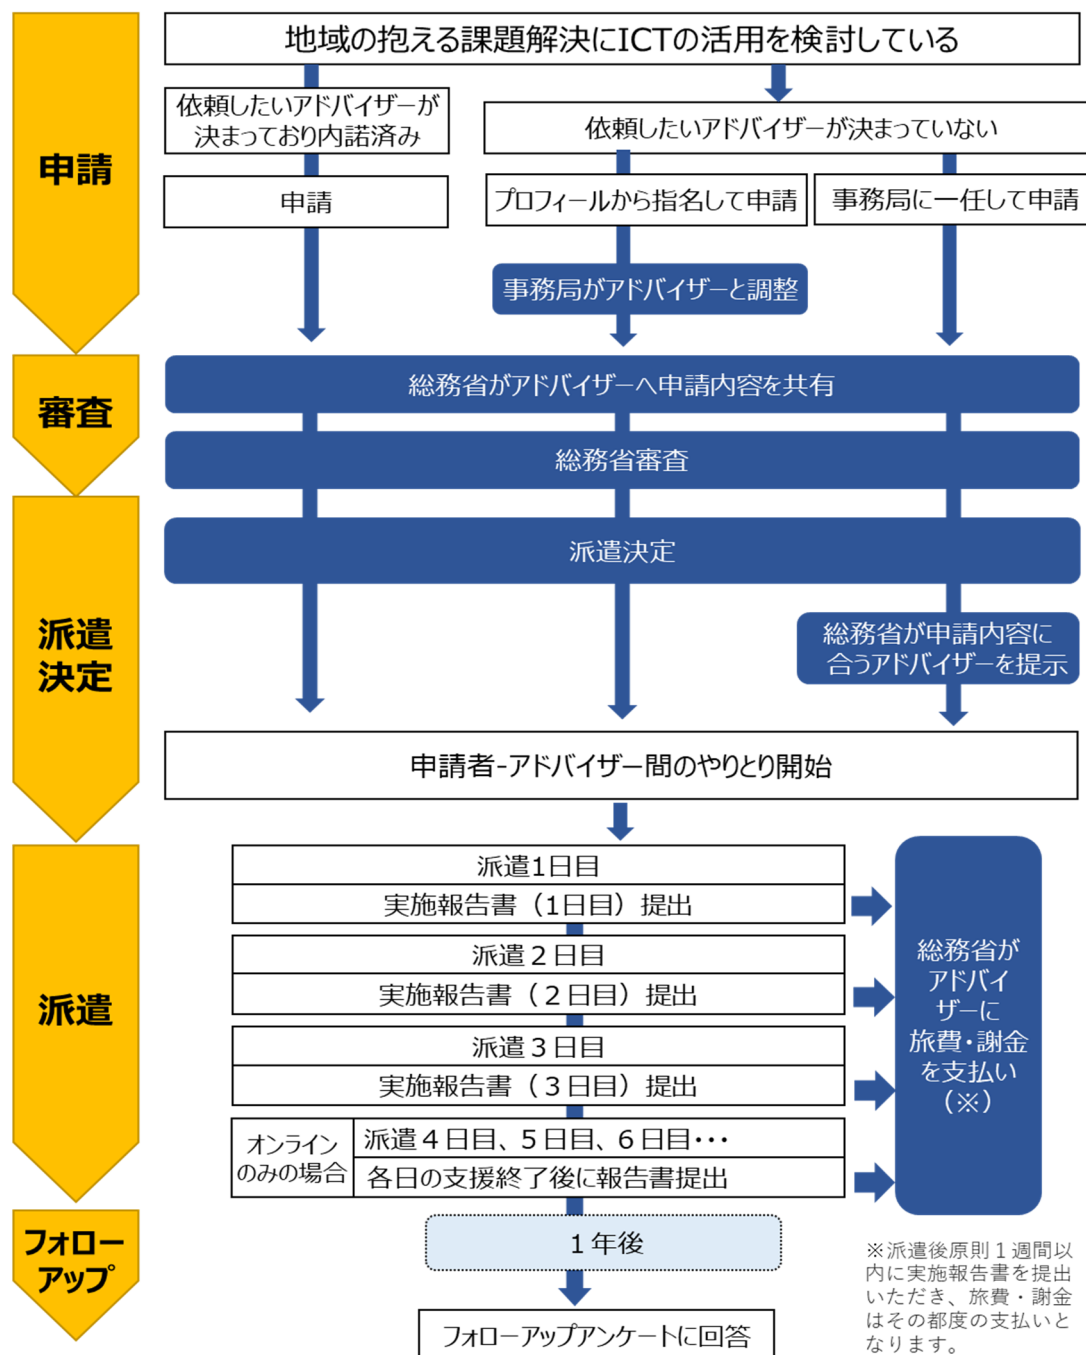 地域の抱える課題解決にICTの活用を検討している
申請
依頼したいアドバイザーが
決まっており内諾済み
依頼したいアドバイザーが決まっていない
申請
プロフィールから指名して申請
事務局に一任して申請
事務局がアドバイザーと調整
審査
総務省がアドバイザーへ申請内容を共有
総務省審査
派遣
決定
派遣決定
総務省が申請内容に
合うアドバイザーを提示
申請者-アドバイザー間のやりとり開始
派遣
派遣1日目
実施報告書（1日目）提出
派遣２日目
実施報告書（２日目）提出
派遣３日目
実施報告書（３日目）提出
オンライン
のみの場合
派遣４日目、５日目、６日目・・・
各日の支援終了後に報告書提出
総務省が
アドバイ
ザーに
旅費・謝金
を支払い
（※）
フォロー
アップ
１年後
フォローアップアンケートに回答
※派遣後原則１週間以
内に実施報告書を提出
いただき、旅費・謝金
はその都度の支払いと
なります。